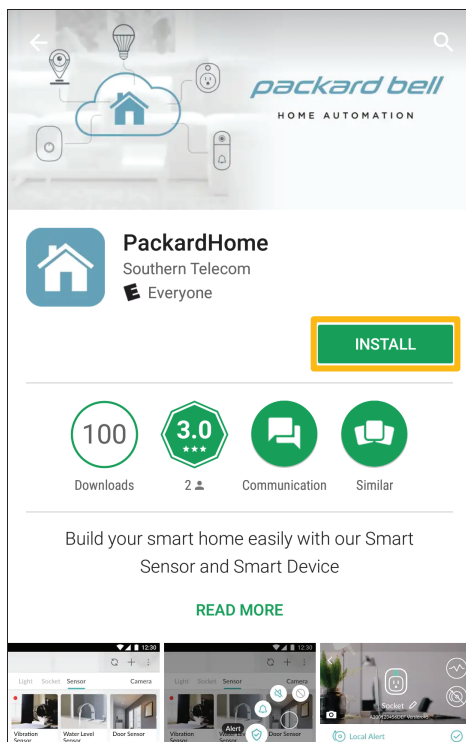 packard bell
HOME AUTOMATION
PackardHome
Southern Telecom
E Everyone
INSTALL
100
3.0
Downloads
2
Communication
Similar
Build your smart home easily with our Smart
Sensor and Smart Device
READ MORE
12:30
12:30
Light Socket Sensor Camera
Light Socket Sensor Camera
Socket
Vibration Sensor
Water Level Sensor
Door Sensor
Vibration Sensor
Alert
Door Sensor
Local Alert